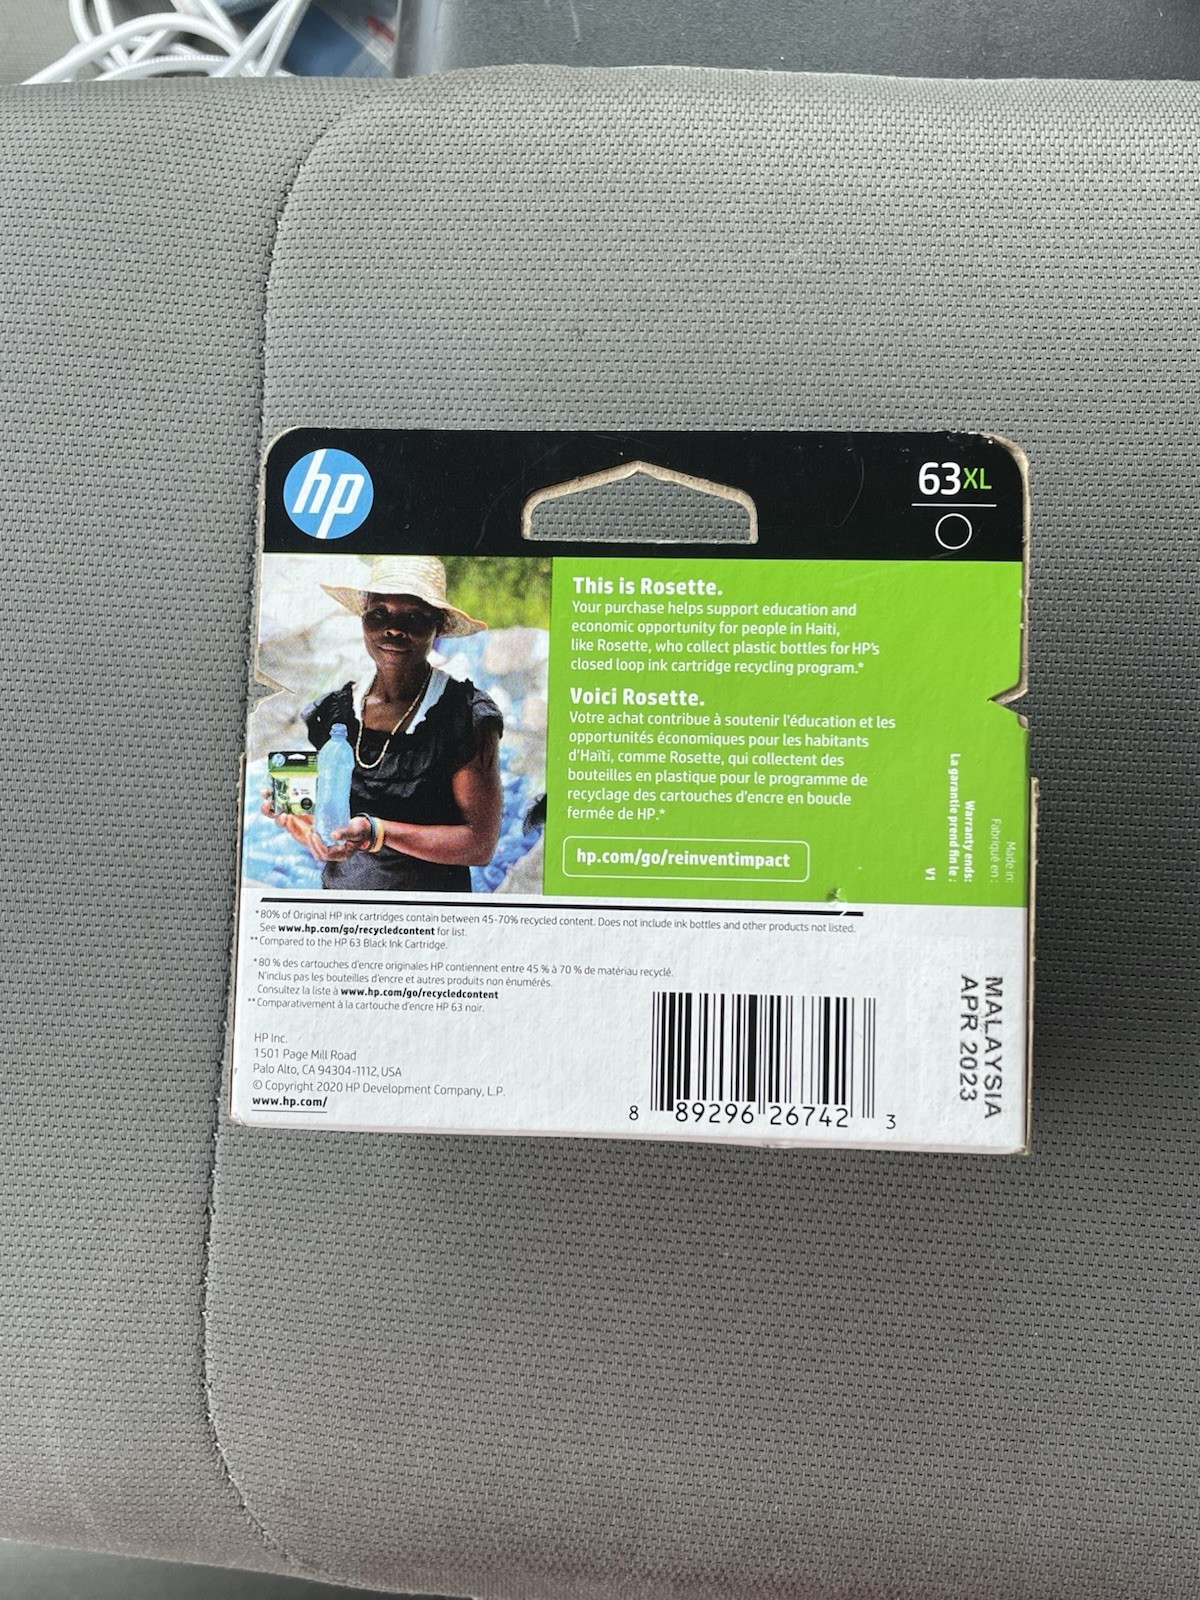 hp
63XL
This is Rosette.
Your purchase helps support education and
economic opportunity for people in Haiti,
like Rosette, who collect plastic bottles for HP's
closed loop ink cartridge recycling program.*
Voici Rosette.
Votre achat contribue à soutenir l'éducation et les
opportunités économiques pour les habitants
d'Haïti, comme Rosette, qui collectent des
bouteilles en plastique pour le programme de
recyclage des cartouches d'encre en boucle
fermée de HP.*
hp.com/go/reinventimpact
Made in:
Fabriqué en :
Warranty ends:
La garantie prend fin le :
V1
MALAYSIA
APR 2023
*80% of Original HP ink cartridges contain between 45-70% recycled content. Does not include ink bottles and other products not listed.
See www.hp.com/go/recycledcontent for list.
**Compared to the HP 63 Black Ink Cartridge.
*80 % des cartouches d'encre originales HP contiennent entre 45 % à 70 % de matériau recyclé.
N'inclus pas les bouteilles d'encre et autres produits non énumérés.
Consultez la liste à www.hp.com/go/recycledcontent
**Comparativement à la cartouche d'encre HP 63 noir.
HP Inc.
1501 Page Mill Road
Palo Alto, CA 94304-1112, USA
© Copyright 2020 HP Development Company, L.P.
www.hp.com/
8 89296 26742 3